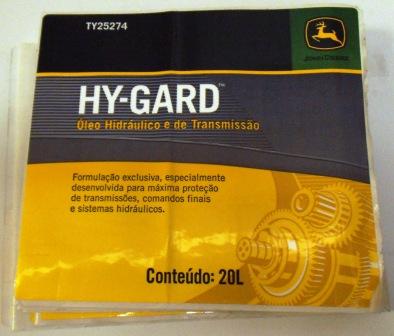 TY25274
JOHN DEERE
HY-GARD™
Óleo Hidráulico e de Transmissão
Formulação exclusiva, especialmente
desenvolvida para máxima proteção
de transmissões, comandos finais
e sistemas hidráulicos.
Conteúdo: 20L